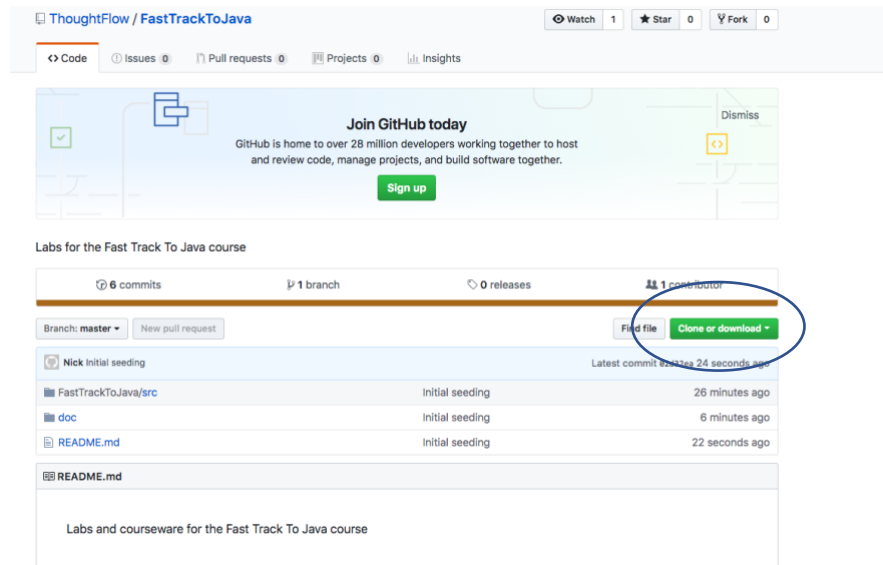 ThoughtFlow / FastTrackToJava Watch 1 Star 0 Fork 0
Code Issues 0 Pull requests 0 Projects 0 Insights
Join GitHub today
Dismiss
GitHub is home to over 28 million developers working together to host
and review code, manage projects, and build software together.
Sign up
Labs for the Fast Track To Java course
6 commits 1 branch 0 releases 1 contributor
Branch: master New pull request Find file Clone or download
Nick Initial seeding Latest commit 24 seconds ago
FastTrackToJava/src Initial seeding 26 minutes ago
doc Initial seeding 6 minutes ago
README.md Initial seeding 22 seconds ago
README.md
Labs and courseware for the Fast Track To Java course